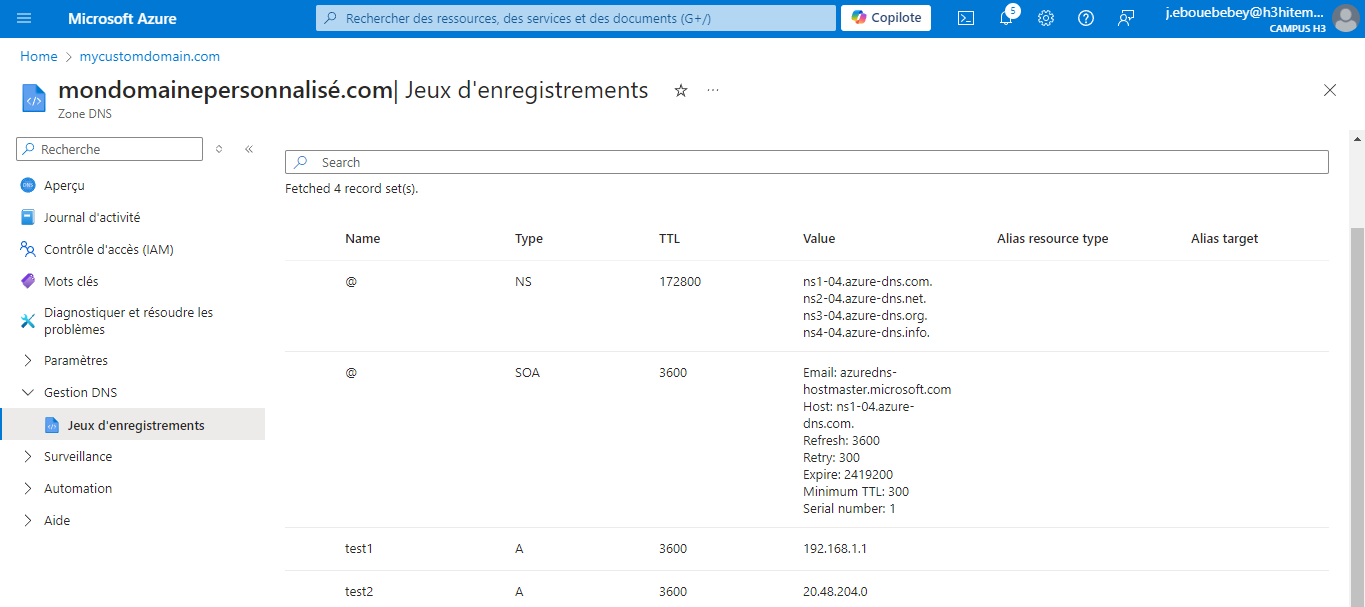 Microsoft Azure
Rechercher des ressources, des services et des documents (G+/)
Copilote
5
j.ebouebebey@h3hitem...
CAMPUS H3
Home > mycustomdomain.com
mondomainepersonnalisé.com| Jeux d'enregistrements
Zone DNS
Recherche
Aperçu
Journal d'activité
Contrôle d'accès (IAM)
Mots clés
Diagnostiquer et résoudre les
problèmes
Paramètres
Gestion DNS
Jeux d'enregistrements
Surveillance
Automation
Aide
Search
Fetched 4 record set(s).
Name Type TTL Value Alias resource type Alias target
@ NS 172800 ns1-04.azure-dns.com.
ns2-04.azure-dns.net.
ns3-04.azure-dns.org.
ns4-04.azure-dns.info.
@ SOA 3600 Email: azuredns-
hostmaster.microsoft.com
Host: ns1-04.azure-
dns.com.
Refresh: 3600
Retry: 300
Expire: 2419200
Minimum TTL: 300
Serial number: 1
test1 A 3600 192.168.1.1
test2 A 3600 20.48.204.0